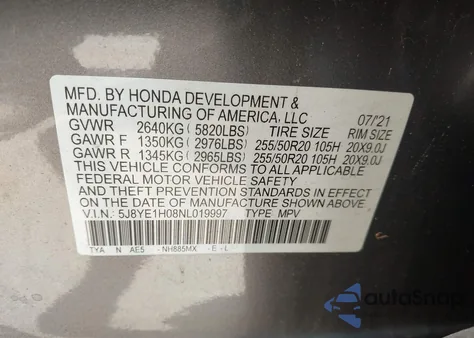 MFD. BY HONDA DEVELOPMENT &
MANUFACTURING OF AMERICA, LLC 07/'21
GVWR 2640KG ( 5820LBS) TIRE SIZE RIM SIZE
GAWR F 1350KG ( 2976LBS) 255/50R20 105H 20X9.0J
GAWR R 1345KG ( 2965LBS) 255/50R20 105H 20X9.0J
THIS VEHICLE CONFORMS TO ALL APPLICABLE
FEDERAL MOTOR VEHICLE SAFETY
AND THEFT PREVENTION STANDARDS IN EFFECT ON
THE DATE OF MANUFACTURE SHOWN ABOVE.
V.I.N.: 5J8YE1H08NL019997 TYPE: MPV
TYA N AE5 -NH885MX -E-L
autoSnap